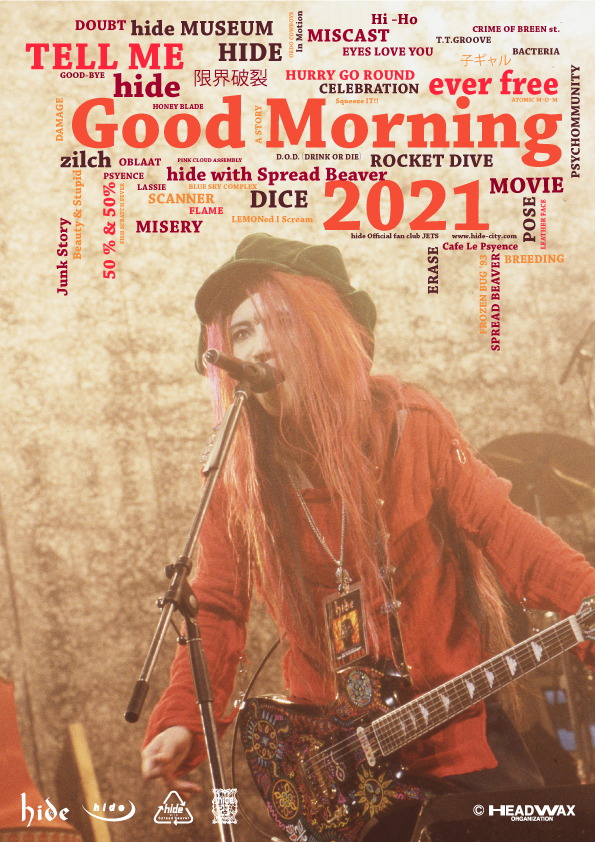 DOUBT
hide MUSEUM
ORDO COWBOYS
In Motion
Hi -Ho
MISCAST
CRIME OF BREEN st.
T.T.GROOVE
TELL ME
HIDE
EYES LOVE YOU
BACTERIA
子ギャル
GOOD-BYE
hide
限界破裂
HURRY GO ROUND
CELEBRATION
ever free
PSYCHOMMUNITY
DAMAGE
HONEY BLADE
Squeeze IT!!
ATOMIC M･O･M
A STORY
Good Morning
zilch
OBLAAT
PINK CLOUD ASSEMBLY
D.O.D.
DRINK OR DIE
ROCKET DIVE
Beauty & Stupid
PSYENCE
hide with Spread Beaver
LASSIE
BLUE SKY COMPLEX
MOVIE
50 % & 50%
SCANNER
DICE
2021
POSE
LEATHER FACE
FLAME
LEMONed I Scream
Junk Story
MISERY
hide Official fan club JETS
www.hide-city.com
ERASE
Cafe Le Psyence
FROZEN BUG '93
SPREAD BEAVER
BREEDING
hide
hide
hide
hide
© HEADWAX
ORGANIZATION